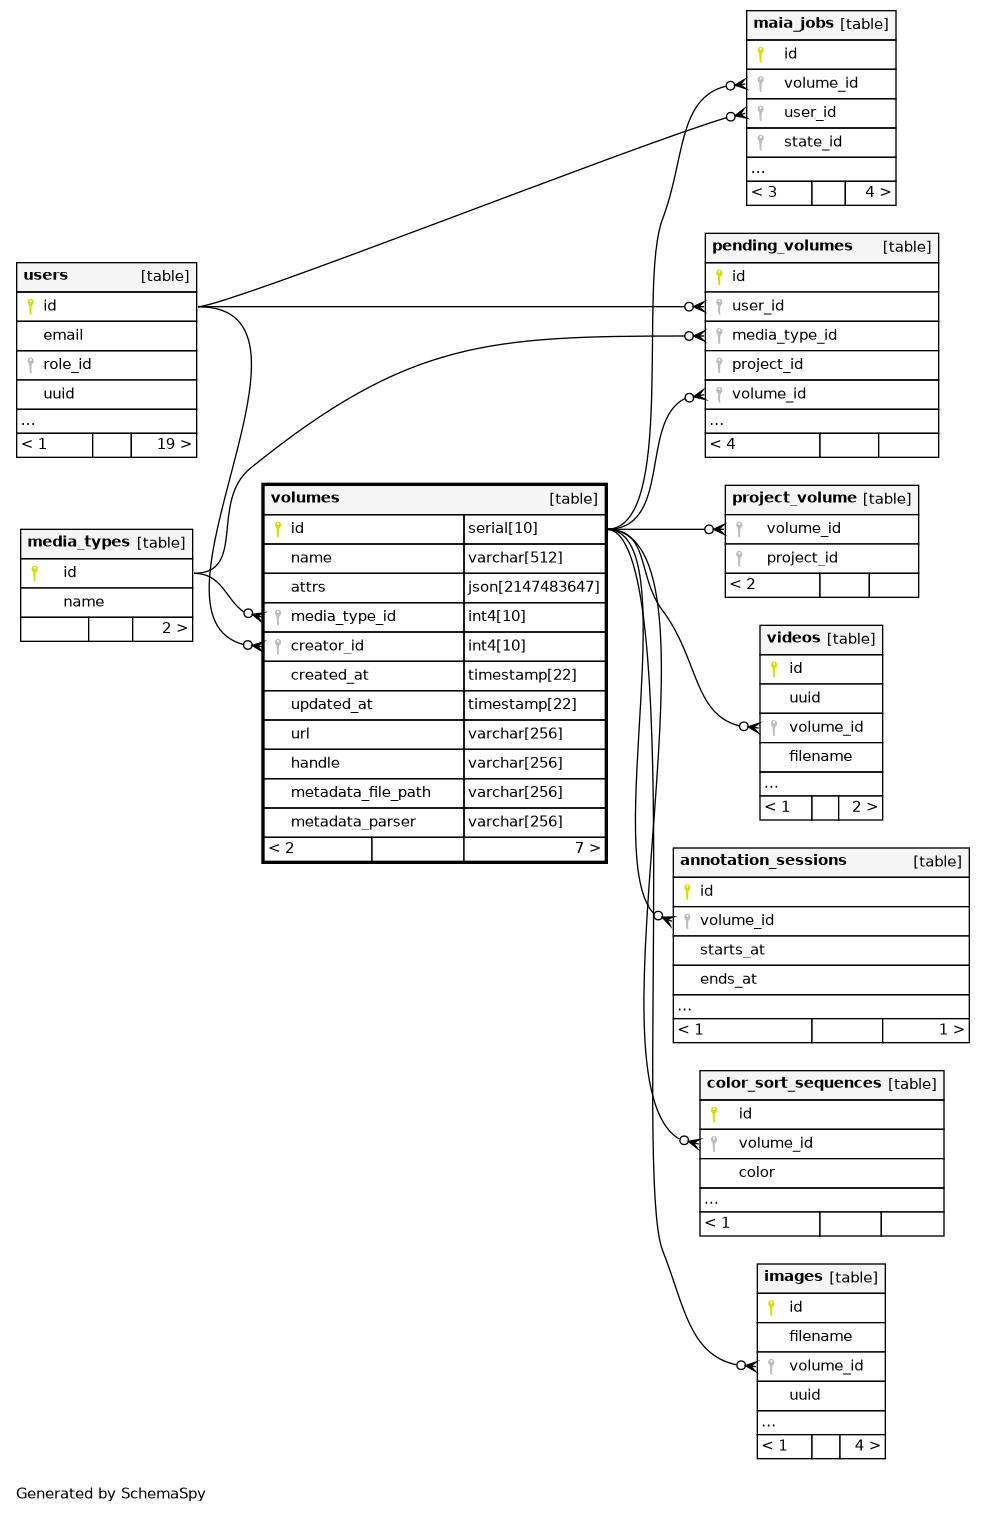 maia_jobs [table]
id
volume_id
user_id
state_id
...
< 3 4 >
pending_volumes [table]
id
user_id
media_type_id
project_id
volume_id
...
< 4
users [table]
id
email
role_id
uuid
...
< 1 19 >
media_types [table]
id
name
2 >
volumes [table]
id serial[10]
name varchar[512]
attrs json[2147483647]
media_type_id int4[10]
creator_id int4[10]
created_at timestamp[22]
updated_at timestamp[22]
url varchar[256]
handle varchar[256]
metadata_file_path varchar[256]
metadata_parser varchar[256]
< 2 7 >
project_volume [table]
volume_id
project_id
< 2
videos [table]
id
uuid
volume_id
filename
...
< 1 2 >
annotation_sessions [table]
id
volume_id
starts_at
ends_at
...
< 1 1 >
color_sort_sequences [table]
id
volume_id
color
...
< 1
images [table]
id
filename
volume_id
uuid
...
< 1 4 >
Generated by SchemaSpy